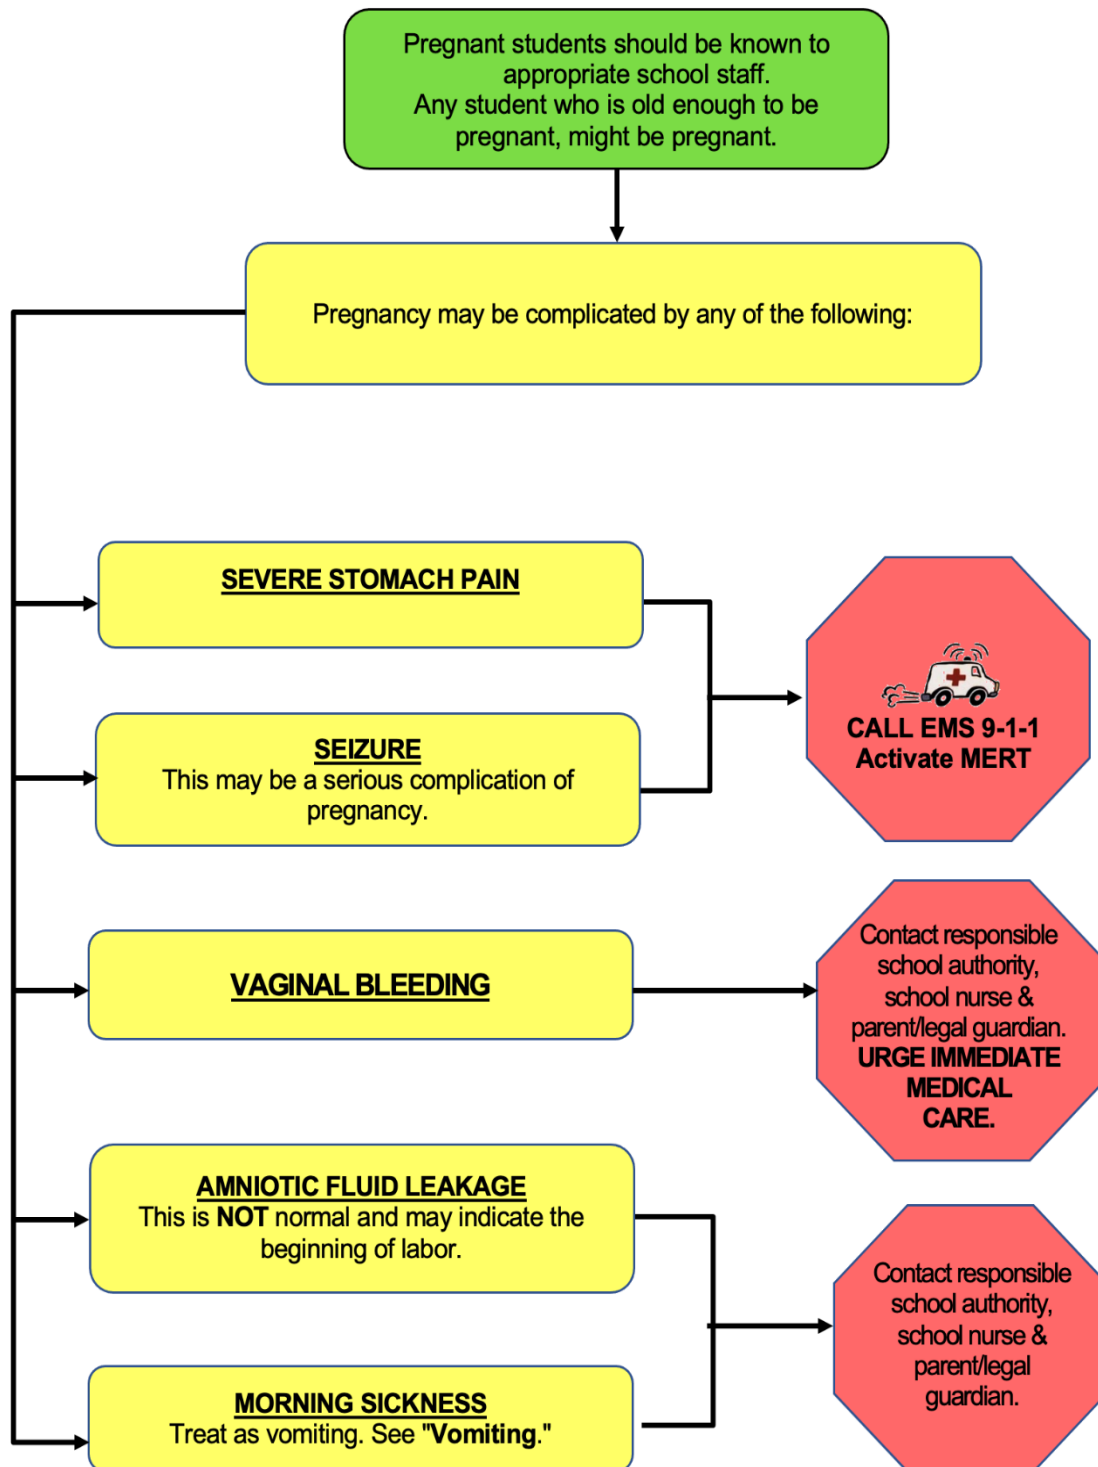 Pregnant students should be known to
appropriate school staff.
Any student who is old enough to be
pregnant, might be pregnant.
Pregnancy may be complicated by any of the following:
SEVERE STOMACH PAIN
SEIZURE
This may be a serious complication of
pregnancy.
CALL EMS 9-1-1
Activate MERT
VAGINAL BLEEDING
Contact responsible
school authority,
school nurse &
parent/legal guardian.
URGE IMMEDIATE
MEDICAL
CARE.
AMNIOTIC FLUID LEAKAGE
This is NOT normal and may indicate the
beginning of labor.
MORNING SICKNESS
Treat as vomiting. See "Vomiting."
Contact responsible
school authority,
school nurse &
parent/legal
guardian.